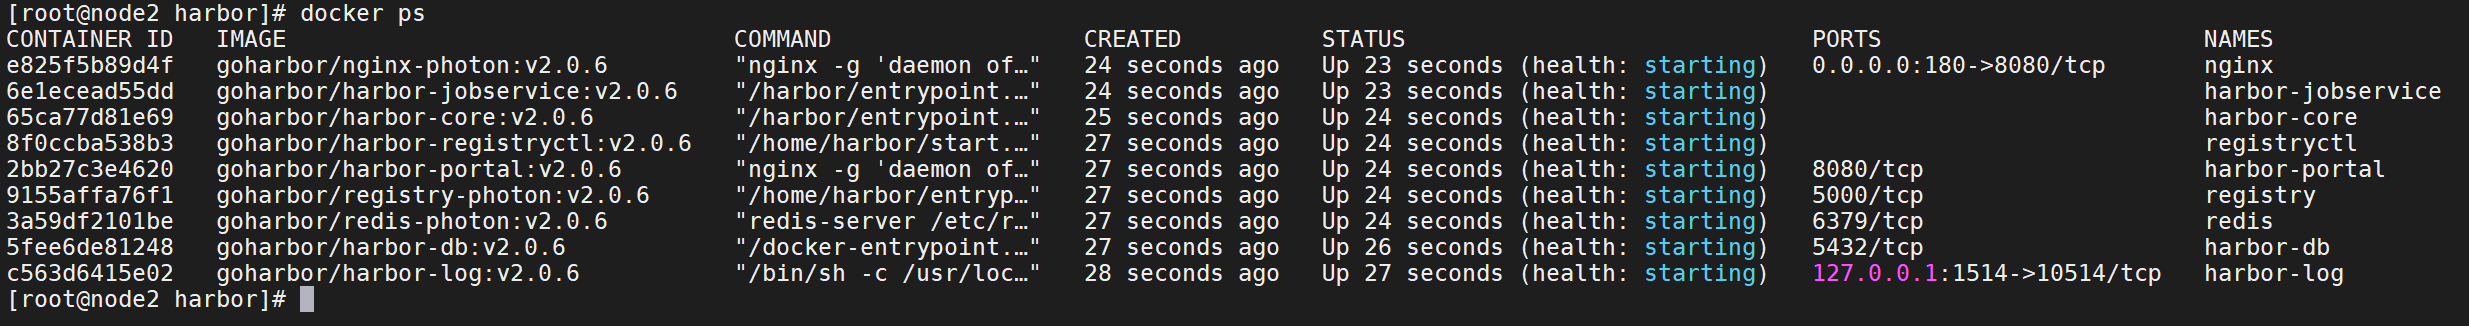 [root@node2 harbor]# docker ps
CONTAINER ID   IMAGE                                COMMAND                  CREATED          STATUS                             PORTS                       NAMES
e825f5b89d4f   goharbor/nginx-photon:v2.0.6         "nginx -g 'daemon of…"   24 seconds ago   Up 23 seconds (health: starting)   0.0.0.0:180->8080/tcp       nginx
6e1ecead55dd   goharbor/harbor-jobservice:v2.0.6    "/harbor/entrypoint.…"   24 seconds ago   Up 23 seconds (health: starting)                               harbor-jobservice
65ca77d81e69   goharbor/harbor-core:v2.0.6          "/harbor/entrypoint.…"   25 seconds ago   Up 24 seconds (health: starting)                               harbor-core
8f0ccba538b3   goharbor/harbor-registryctl:v2.0.6   "/home/harbor/start.…"   27 seconds ago   Up 24 seconds (health: starting)                               registryctl
2bb27c3e4620   goharbor/harbor-portal:v2.0.6        "nginx -g 'daemon of…"   27 seconds ago   Up 24 seconds (health: starting)   8080/tcp                    harbor-portal
9155affa76f1   goharbor/registry-photon:v2.0.6      "/home/harbor/entryp…"   27 seconds ago   Up 24 seconds (health: starting)   5000/tcp                    registry
3a59df2101be   goharbor/redis-photon:v2.0.6         "redis-server /etc/r…"   27 seconds ago   Up 24 seconds (health: starting)   6379/tcp                    redis
5fee6de81248   goharbor/harbor-db:v2.0.6            "/docker-entrypoint.…"   27 seconds ago   Up 26 seconds (health: starting)   5432/tcp                    harbor-db
c563d6415e02   goharbor/harbor-log:v2.0.6           "/bin/sh -c /usr/loc…"   28 seconds ago   Up 27 seconds (health: starting)   127.0.0.1:1514->10514/tcp   harbor-log
[root@node2 harbor]#